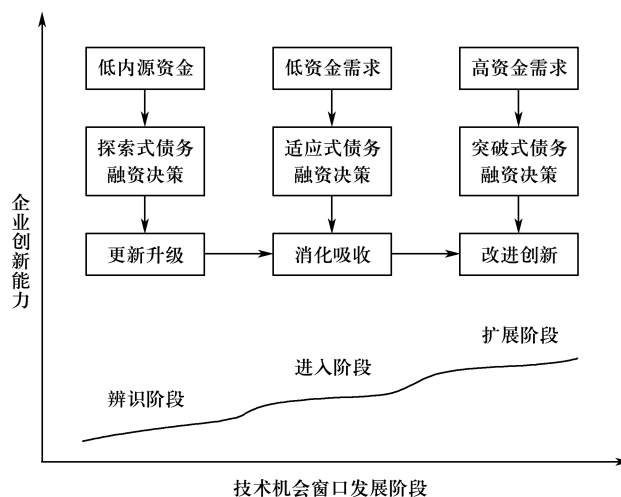 低内源资金
低资金需求
高资金需求
探索式债务
融资决策
适应式债务
融资决策
突破式债务
融资决策
更新升级
消化吸收
改进创新
企业创新能力
扩展阶段
进入阶段
辨识阶段
技术机会窗口发展阶段